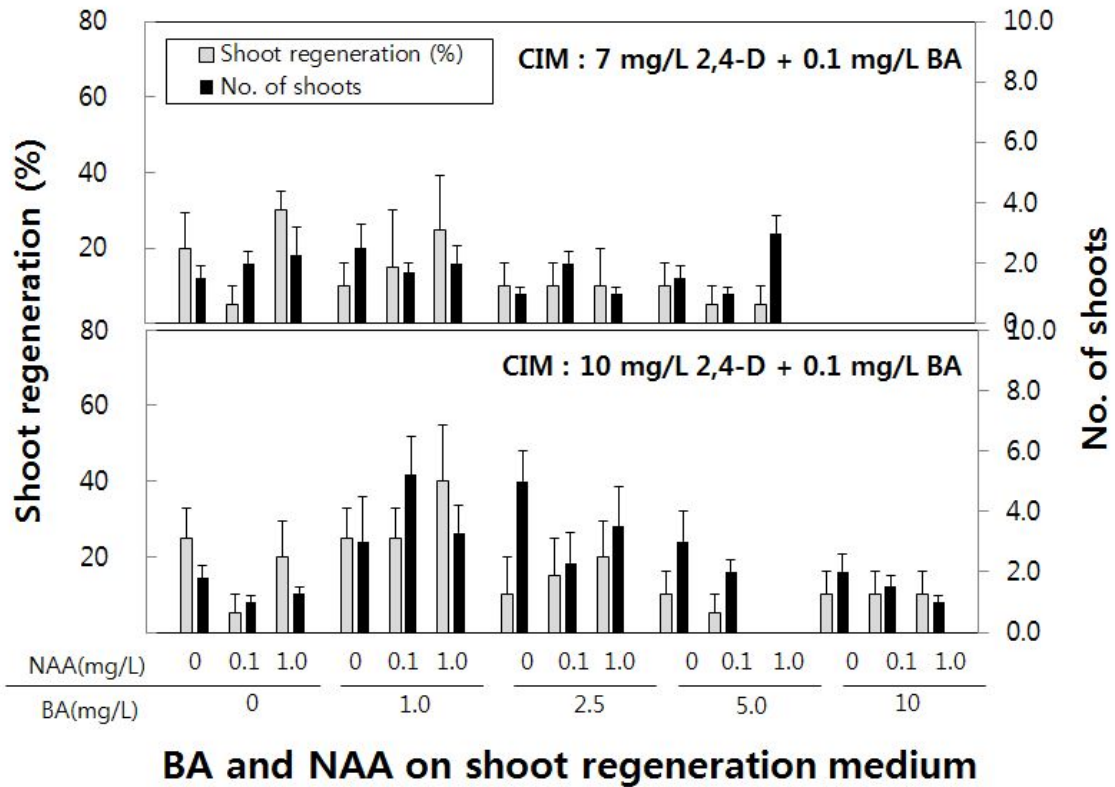 80
60
40
20
Shoot regeneration (%)
No. of shoots
CIM : 7 mg/L 2,4-D + 0.1 mg/L BA
10.0
8.0
6.0
4.0
2.0
0
80
60
40
20
CIM : 10 mg/L 2,4-D + 0.1 mg/L BA
10.0
8.0
6.0
4.0
2.0
0.0
Shoot regeneration (%)
No. of shoots
NAA(mg/L) 0 0.1 1.0 0 0.1 1.0 0 0.1 1.0 0 0.1 1.0 0 0.1 1.0
BA(mg/L) 0 1.0 2.5 5.0 10
BA and NAA on shoot regeneration medium